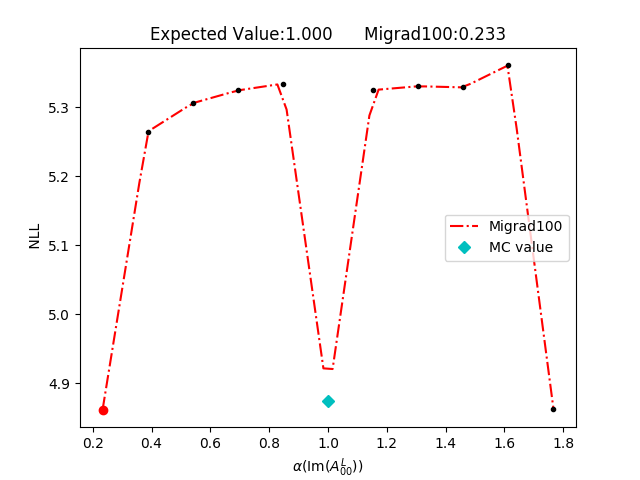 Expected Value:1.000 Migrad100:0.233
NLL
5.3
5.2
5.1
5.0
4.9
Migrad100
MC value
0.2 0.4 0.6 0.8 1.0 1.2 1.4 1.6 1.8
α(Im(A^L_00))